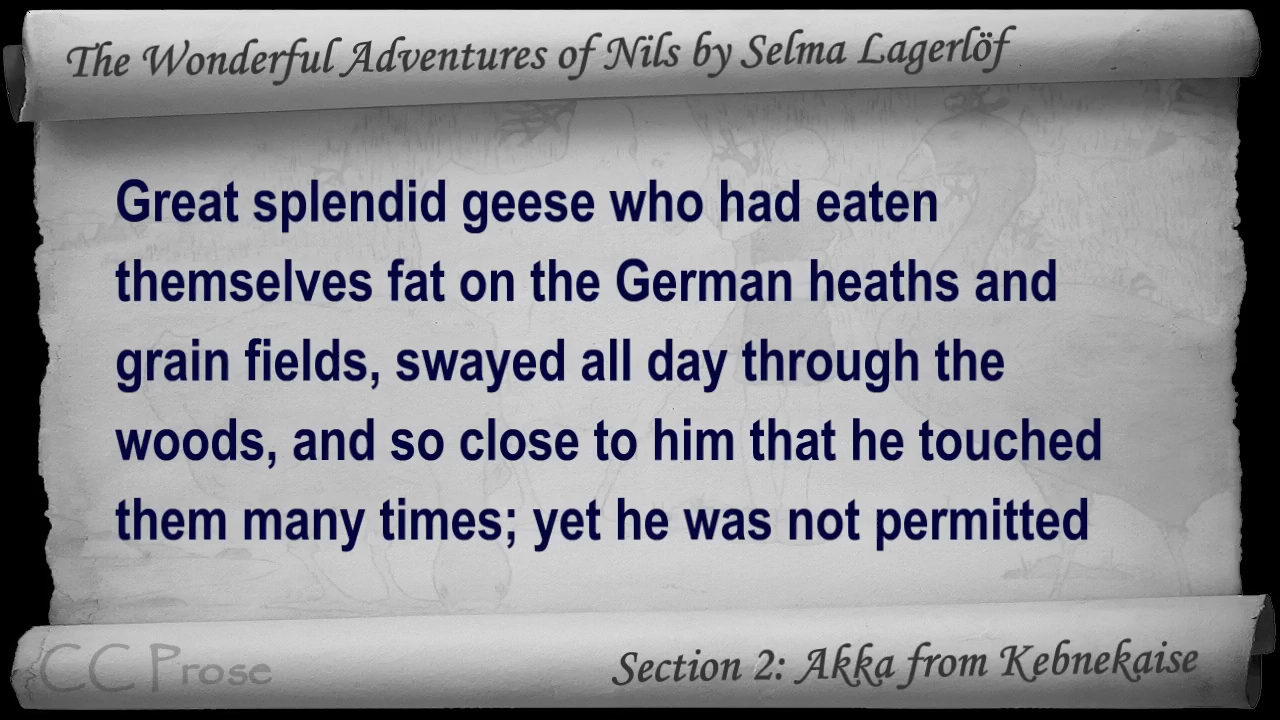 The Wonderful Adventures of Nils by Selma Lagerlöf
Great splendid geese who had eaten
themselves fat on the German heaths and
grain fields, swayed all day through the
woods, and so close to him that he touched
them many times; yet he was not permitted
CC Prose
Section 2: Akka from Kebnekaise